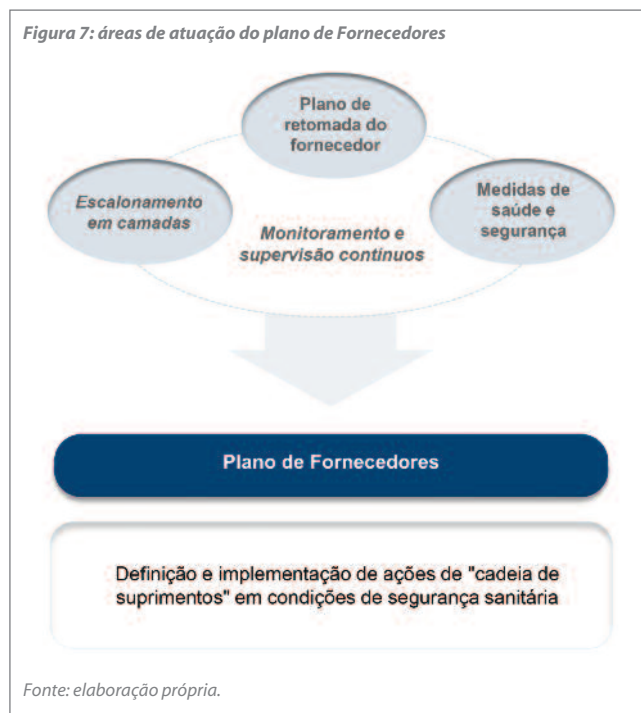 Figura 7: áreas de atuação do plano de Fornecedores
Plano de
retomada do
fornecedor
Escalonamento
em camadas
Medidas de
saúde e
segurança
Monitoramento e
supervisão contínuos
Plano de Fornecedores
Definição e implementação de ações de "cadeia de
suprimentos" em condições de segurança sanitária
Fonte: elaboração própria.